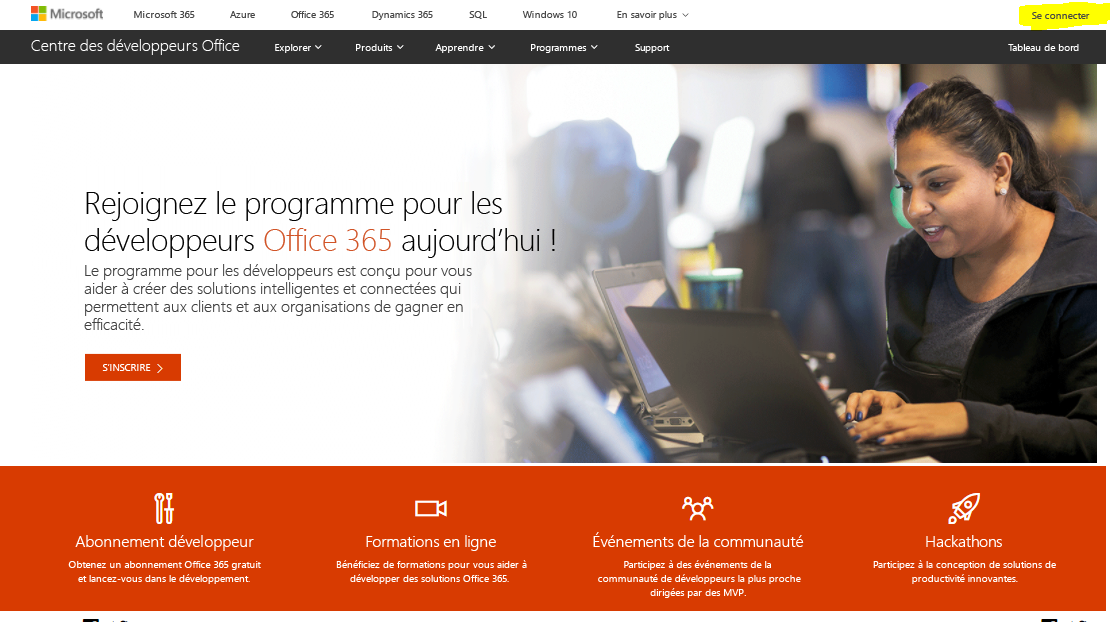 Microsoft Microsoft 365 Azure Office 365 Dynamics 365 SQL Windows 10 En savoir plus Se connecter
Centre des développeurs Office Explorer Produits Apprendre Programmes Support Tableau de bord
Rejoignez le programme pour les
développeurs Office 365 aujourd’hui !
Le programme pour les développeurs est conçu pour vous
aider à créer des solutions intelligentes et connectées qui
permettent aux clients et aux organisations de gagner en
efficacité.
S'INSCRIRE
Abonnement développeur
Obtenez un abonnement Office 365 gratuit
et lancez-vous dans le développement.
Formations en ligne
Bénéficiez de formations pour vous aider à
développer des solutions Office 365.
Événements de la communauté
Participez à des événements de la
communauté de développeurs la plus proche
dirigées par des MVP.
Hackathons
Participez à la conception de solutions de
productivité innovantes.